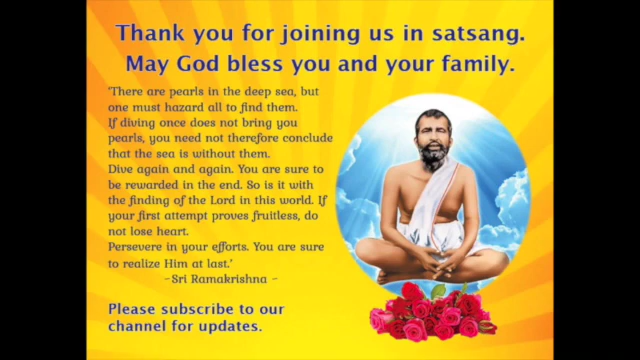 Thank you for joining us in satsang.
May God bless you and your family.
'There are pearls in the deep sea, but
one must hazard all to find them.
If diving once does not bring you
pearls, you need not therefore conclude
that the sea is without them.
Dive again and again. You are sure to
be rewarded in the end. So is it with
the finding of the Lord in this world. If
your first attempt proves fruitless, do
not lose heart.
Persevere in your efforts. You are sure
to realize Him at last.'
~Sri Ramakrishna ~
Please subscribe to our
channel for updates.